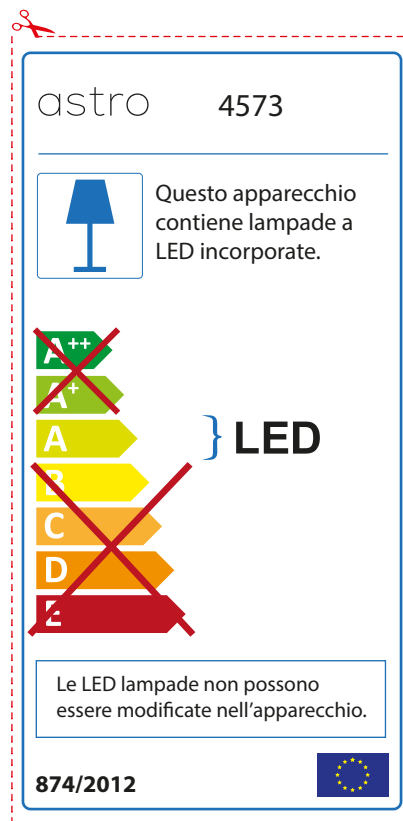 astro 4573
Questo apparecchio
contiene lampade a
LED incorporate.
A++
A+
A
LED
B
C
D
E
Le LED lampade non possono
essere modificate nell'apparecchio.
874/2012